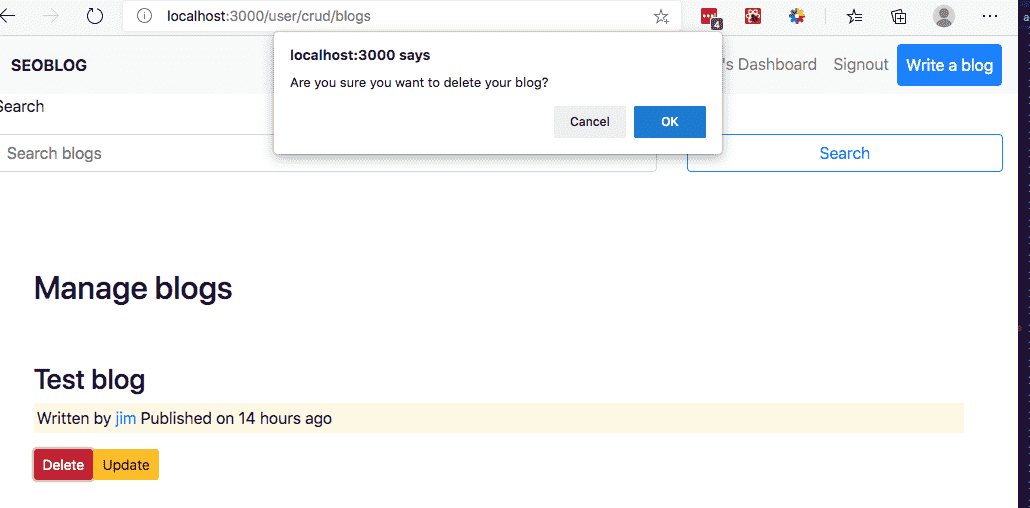 localhost:3000/user/crud/blogs
4
localhost:3000 says
Are you sure you want to delete your blog?
Cancel OK
SEOBLOG 's Dashboard Signout Write a blog
Search
Search blogs Search
Manage blogs
Test blog
Written by jim Published on 14 hours ago
Delete Update